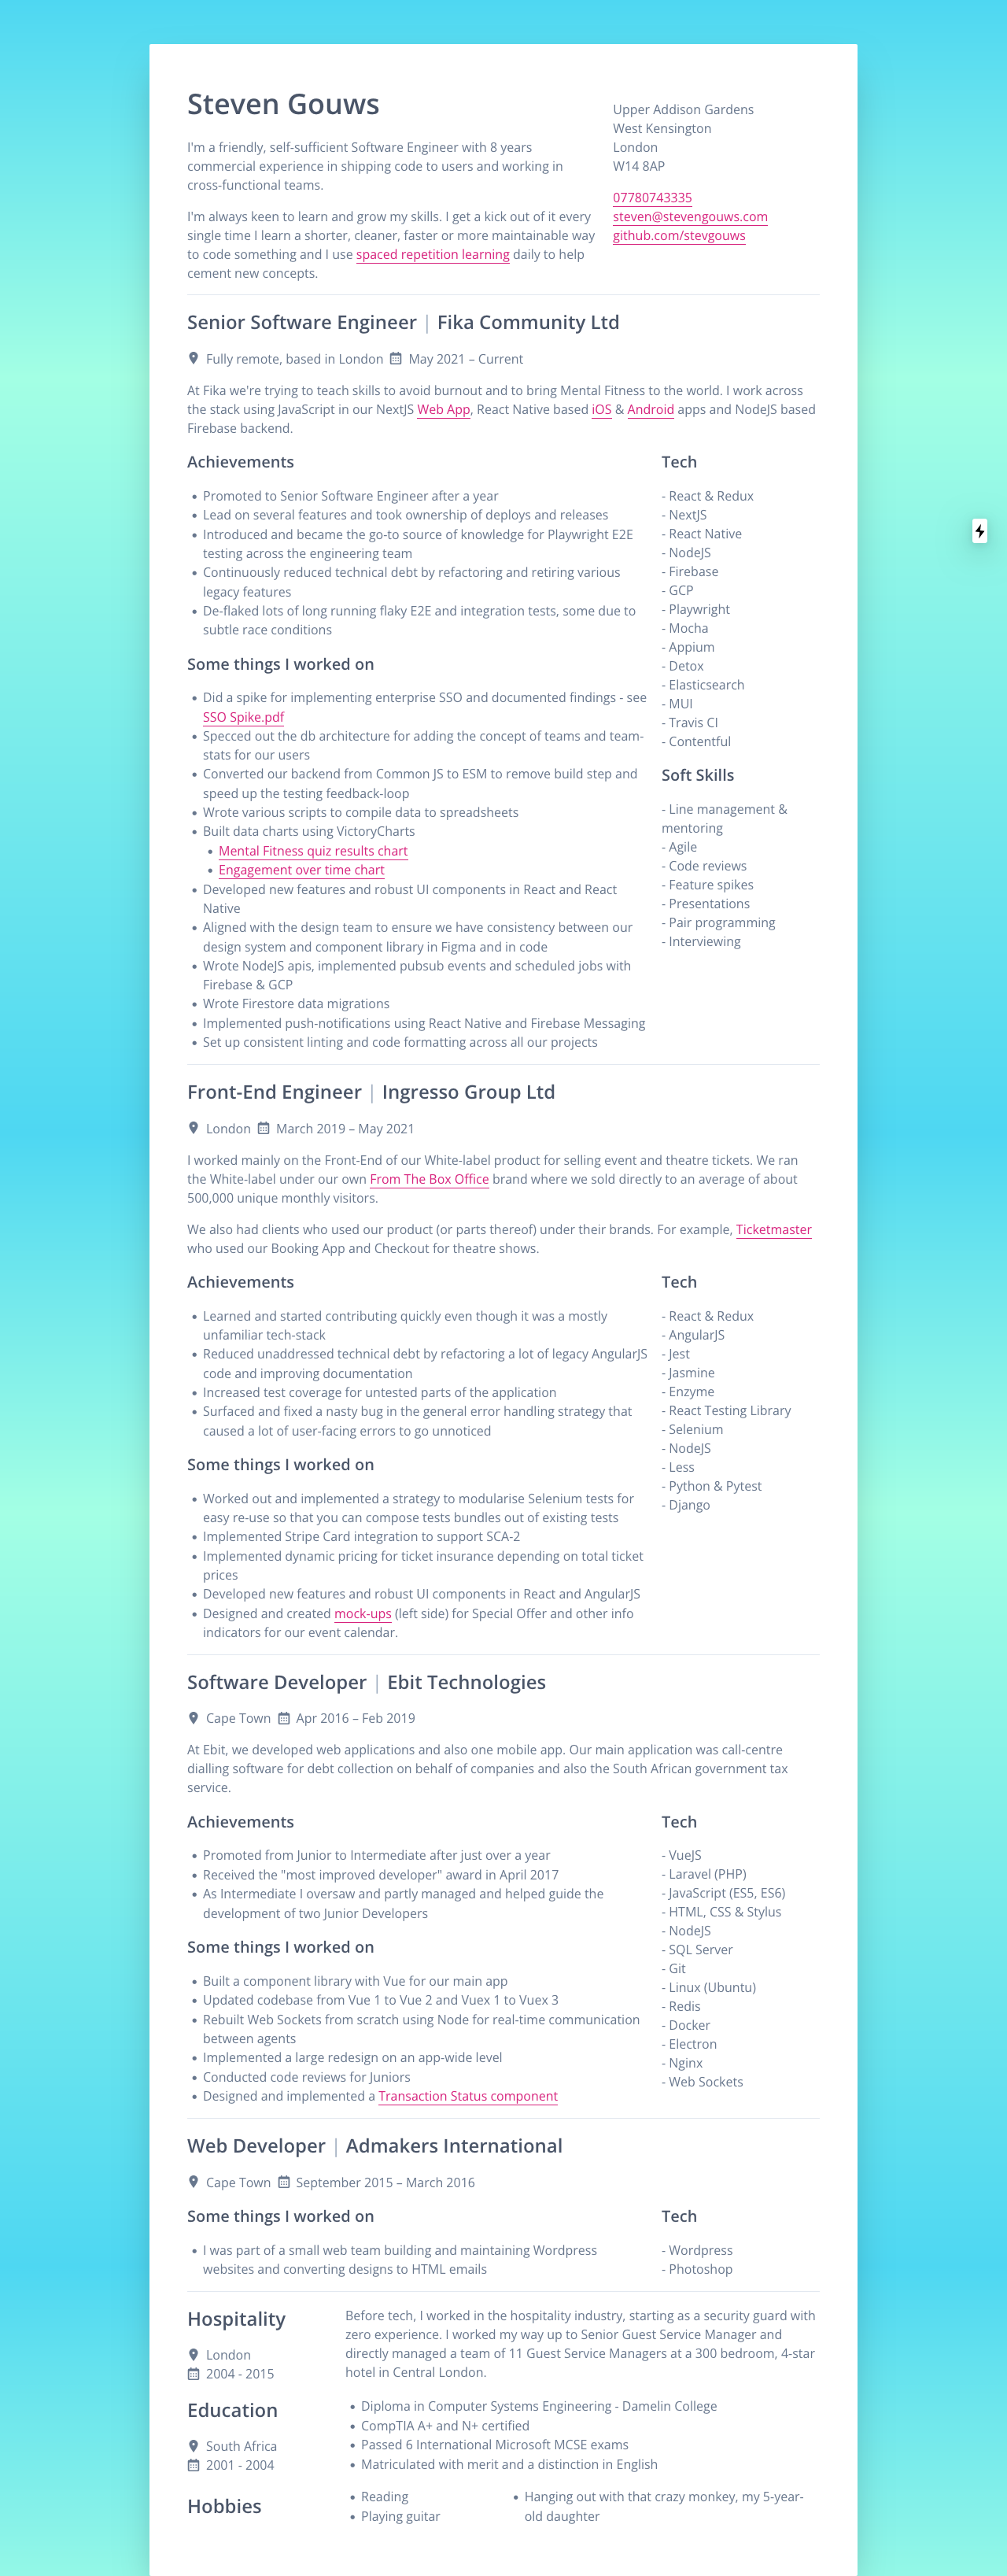 Steven Gouws
I'm a friendly, self-sufficient Software Engineer with 8 years
commercial experience in shipping code to users and working in
cross-functional teams.
I'm always keen to learn and grow my skills. I get a kick out of it every
single time I learn a shorter, cleaner, faster or more maintainable way
to code something and I use spaced repetition learning daily to help
cement new concepts.
Upper Addison Gardens
West Kensington
London
W14 8AP
07780743335
steven@stevengouws.com
github.com/stevgouws
Senior Software Engineer | Fika Community Ltd
Fully remote, based in London May 2021 – Current
At Fika we're trying to teach skills to avoid burnout and to bring Mental Fitness to the world. I work across
the stack using JavaScript in our NextJS Web App, React Native based iOS & Android apps and NodeJS based
Firebase backend.
Achievements
• Promoted to Senior Software Engineer after a year
• Lead on several features and took ownership of deploys and releases
• Introduced and became the go-to source of knowledge for Playwright E2E
testing across the engineering team
• Continuously reduced technical debt by refactoring and retiring various
legacy features
• De-flaked lots of long running flaky E2E and integration tests, some due to
subtle race conditions
Some things I worked on
• Did a spike for implementing enterprise SSO and documented findings - see
SSO Spike.pdf
• Specced out the db architecture for adding the concept of teams and team-
stats for our users
• Converted our backend from Common JS to ESM to remove build step and
speed up the testing feedback-loop
• Wrote various scripts to compile data to spreadsheets
• Built data charts using VictoryCharts
• Mental Fitness quiz results chart
• Engagement over time chart
• Developed new features and robust UI components in React and React
Native
• Aligned with the design team to ensure we have consistency between our
design system and component library in Figma and in code
• Wrote NodeJS apis, implemented pubsub events and scheduled jobs with
Firebase & GCP
• Wrote Firestore data migrations
• Implemented push-notifications using React Native and Firebase Messaging
• Set up consistent linting and code formatting across all our projects
Tech
- React & Redux
- NextJS
- React Native
- NodeJS
- Firebase
- GCP
- Playwright
- Mocha
- Appium
- Detox
- Elasticsearch
- MUI
- Travis CI
- Contentful
Soft Skills
- Line management &
mentoring
- Agile
- Code reviews
- Feature spikes
- Presentations
- Pair programming
- Interviewing
Front-End Engineer | Ingresso Group Ltd
London March 2019 – May 2021
I worked mainly on the Front-End of our White-label product for selling event and theatre tickets. We ran
the White-label under our own From The Box Office brand where we sold directly to an average of about
500,000 unique monthly visitors.
We also had clients who used our product (or parts thereof) under their brands. For example, Ticketmaster
who used our Booking App and Checkout for theatre shows.
Achievements
• Learned and started contributing quickly even though it was a mostly
unfamiliar tech-stack
• Reduced unaddressed technical debt by refactoring a lot of legacy AngularJS
code and improving documentation
• Increased test coverage for untested parts of the application
• Surfaced and fixed a nasty bug in the general error handling strategy that
caused a lot of user-facing errors to go unnoticed
Some things I worked on
• Worked out and implemented a strategy to modularise Selenium tests for
easy re-use so that you can compose tests bundles out of existing tests
• Implemented Stripe Card integration to support SCA-2
• Implemented dynamic pricing for ticket insurance depending on total ticket
prices
• Developed new features and robust UI components in React and AngularJS
• Designed and created mock-ups (left side) for Special Offer and other info
indicators for our event calendar.
Tech
- React & Redux
- AngularJS
- Jest
- Jasmine
- Enzyme
- React Testing Library
- Selenium
- NodeJS
- Less
- Python & Pytest
- Django
Software Developer | Ebit Technologies
Cape Town Apr 2016 – Feb 2019
At Ebit, we developed web applications and also one mobile app. Our main application was call-centre
dialling software for debt collection on behalf of companies and also the South African government tax
service.
Achievements
• Promoted from Junior to Intermediate after just over a year
• Received the "most improved developer" award in April 2017
• As Intermediate I oversaw and partly managed and helped guide the
development of two Junior Developers
Some things I worked on
• Built a component library with Vue for our main app
• Updated codebase from Vue 1 to Vue 2 and Vuex 1 to Vuex 3
• Rebuilt Web Sockets from scratch using Node for real-time communication
between agents
• Implemented a large redesign on an app-wide level
• Conducted code reviews for Juniors
• Designed and implemented a Transaction Status component
Tech
- VueJS
- Laravel (PHP)
- JavaScript (ES5, ES6)
- HTML, CSS & Stylus
- NodeJS
- SQL Server
- Git
- Linux (Ubuntu)
- Redis
- Docker
- Electron
- Nginx
- Web Sockets
Web Developer | Admakers International
Cape Town September 2015 – March 2016
Some things I worked on
• I was part of a small web team building and maintaining Wordpress
websites and converting designs to HTML emails
Tech
- Wordpress
- Photoshop
Hospitality
London
2004 - 2015
Before tech, I worked in the hospitality industry, starting as a security guard with
zero experience. I worked my way up to Senior Guest Service Manager and
directly managed a team of 11 Guest Service Managers at a 300 bedroom, 4-star
hotel in Central London.
Education
South Africa
2001 - 2004
• Diploma in Computer Systems Engineering - Damelin College
• CompTIA A+ and N+ certified
• Passed 6 International Microsoft MCSE exams
• Matriculated with merit and a distinction in English
Hobbies
• Reading
• Playing guitar
• Hanging out with that crazy monkey, my 5-year-
old daughter